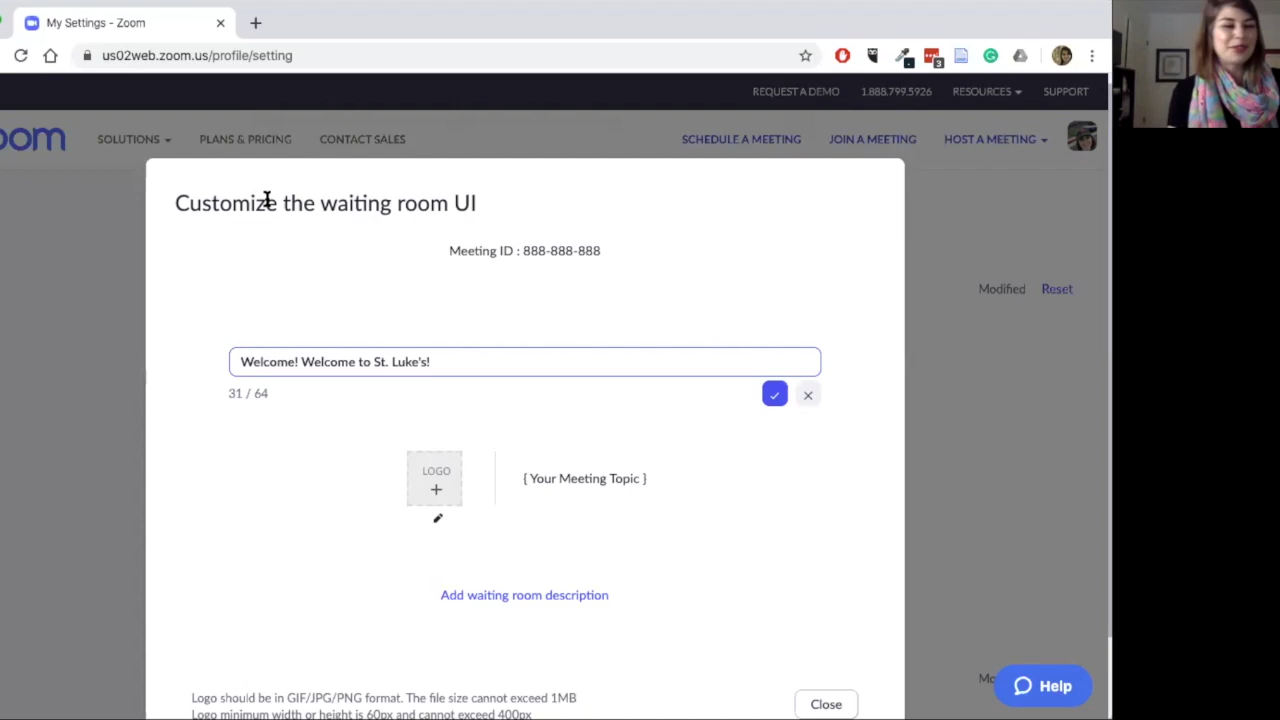 My Settings - Zoom
us02web.zoom.us/profile/setting
3
REQUEST A DEMO 1.888.799.5926 RESOURCES SUPPORT
oom SOLUTIONS PLANS & PRICING CONTACT SALES SCHEDULE A MEETING JOIN A MEETING HOST A MEETING
Customize the waiting room UI
Meeting ID : 888-888-888
Modified Reset
Welcome! Welcome to St. Luke's!
31 / 64
LOGO
{ Your Meeting Topic }
Add waiting room description
Logo should be in GIF/JPG/PNG format. The file size cannot exceed 1MB
Logo minimum width or height is 60px and cannot exceed 400px
Close
Help